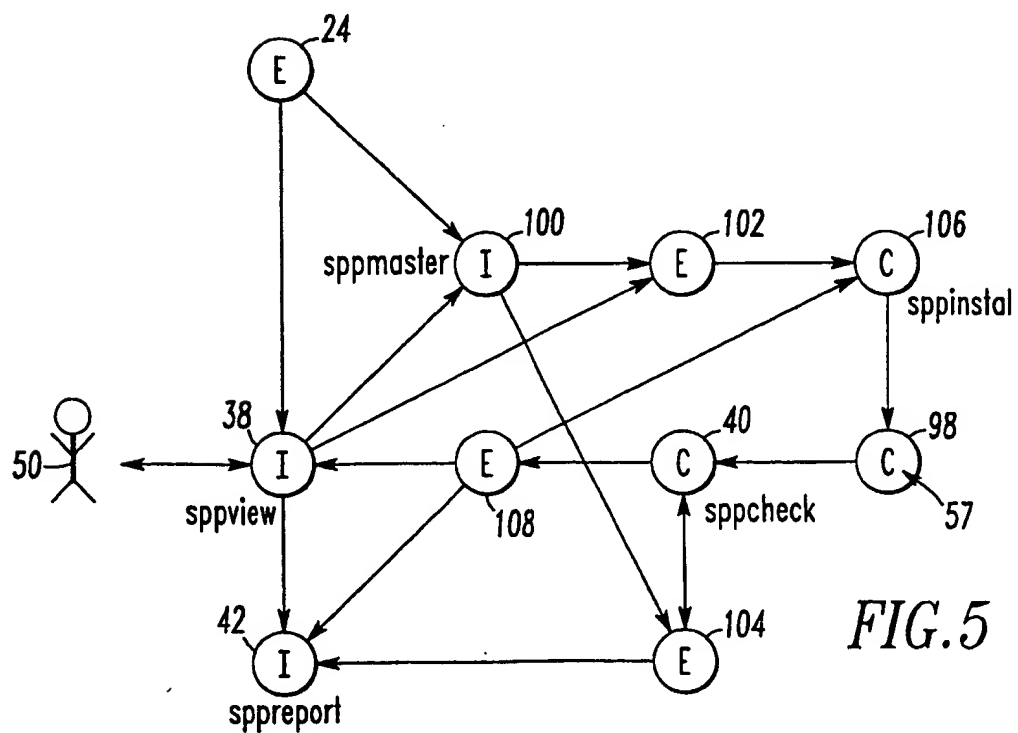 24
E
100
102
106
sppmaster
I
E
C
sppinstal
38
40
98
50
I
E
C
C
sppview
108
sppcheck
57
42
104
I
E
sppreport
FIG.5